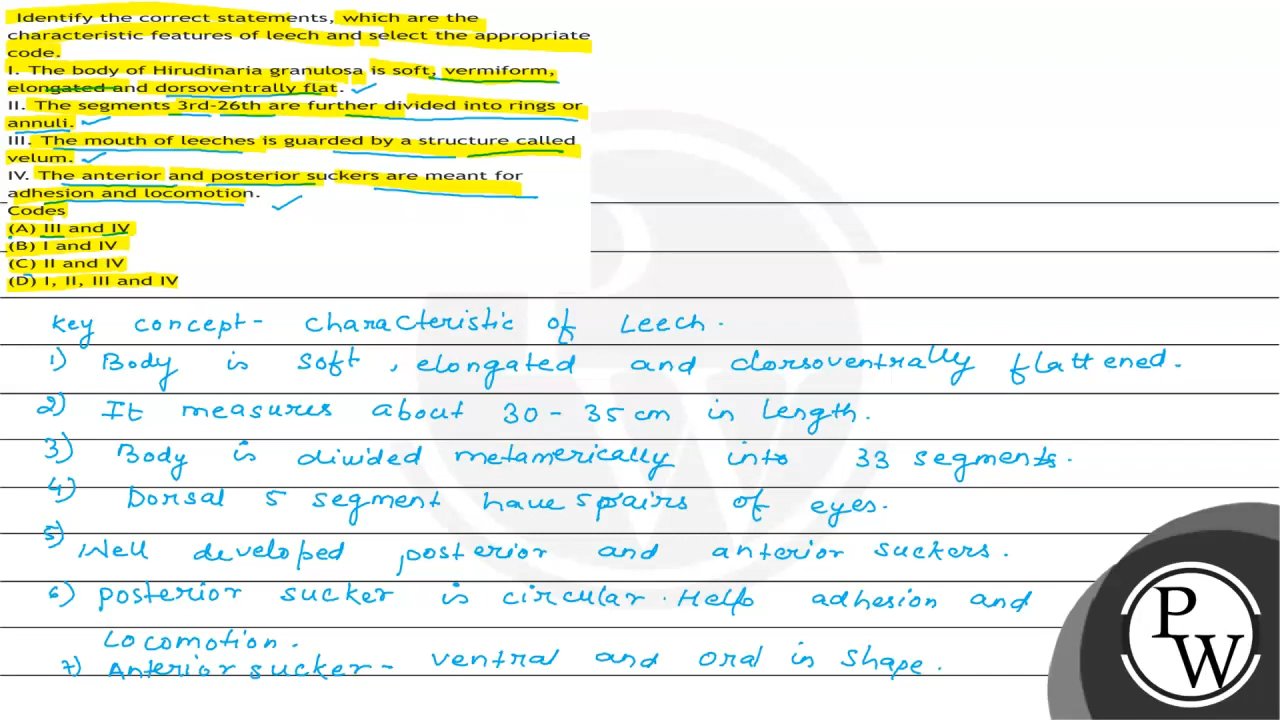 Identify the correct statements, which are the
characteristic features of leech and select the appropriate
code.
I. The body of Hirudinaria granulosa is soft, vermiform,
elongated and dorsoventrally flat.
II. The segments 3rd-26th are further divided into rings or
annuli.
III. The mouth of leeches is guarded by a structure called
velum.
IV. The anterior and posterior suckers are meant for
adhesion and locomotion.
Codes
(A) III and IV
(B) I and IV
(C) II and IV
(D) I, II, III and IV
Key concept- Characteristic of Leech.
1) Body is soft, elongated and dorsoventrally flattened.
2) It measures about 30 - 35 cm in length.
3) Body is divided metamerically into 33 segments.
4) Dorsal 5 segment have 5 pairs of eyes.
5) Well developed posterior and anterior suckers.
6) Posterior sucker is circular. Help adhesion and
Locomotion.
7) Anterior sucker - ventral and oral in shape.
P
W